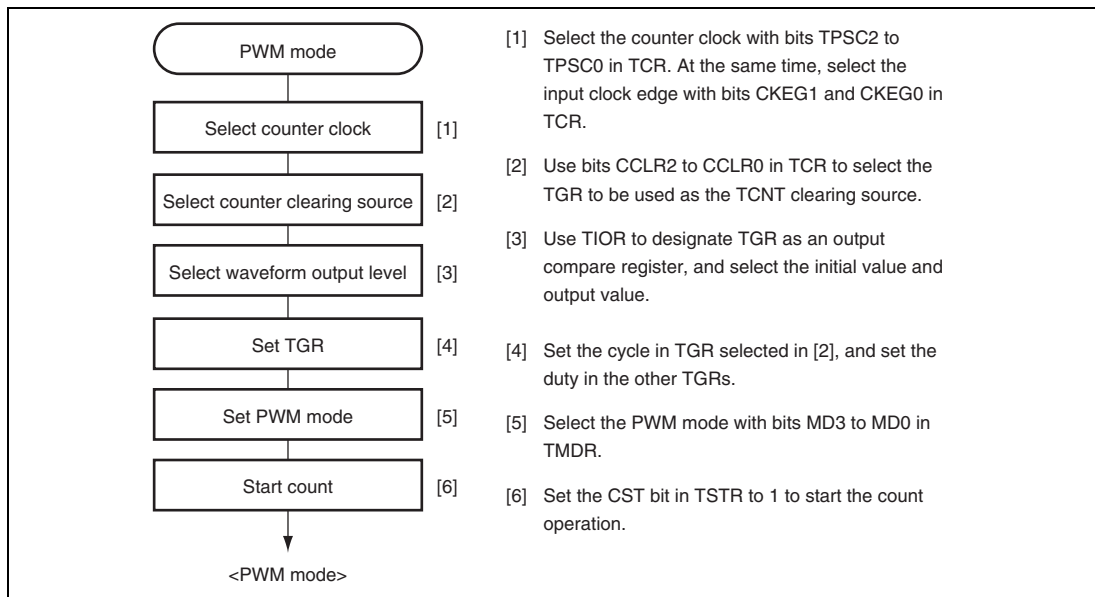 PWM mode
Select counter clock [1]
Select counter clearing source [2]
Select waveform output level [3]
Set TGR [4]
Set PWM mode [5]
Start count [6]
<PWM mode>
[1] Select the counter clock with bits TPSC2 to
TPSC0 in TCR. At the same time, select the
input clock edge with bits CKEG1 and CKEG0 in
TCR.
[2] Use bits CCLR2 to CCLR0 in TCR to select the
TGR to be used as the TCNT clearing source.
[3] Use TIOR to designate TGR as an output
compare register, and select the initial value and
output value.
[4] Set the cycle in TGR selected in [2], and set the
duty in the other TGRs.
[5] Select the PWM mode with bits MD3 to MD0 in
TMDR.
[6] Set the CST bit in TSTR to 1 to start the count
operation.